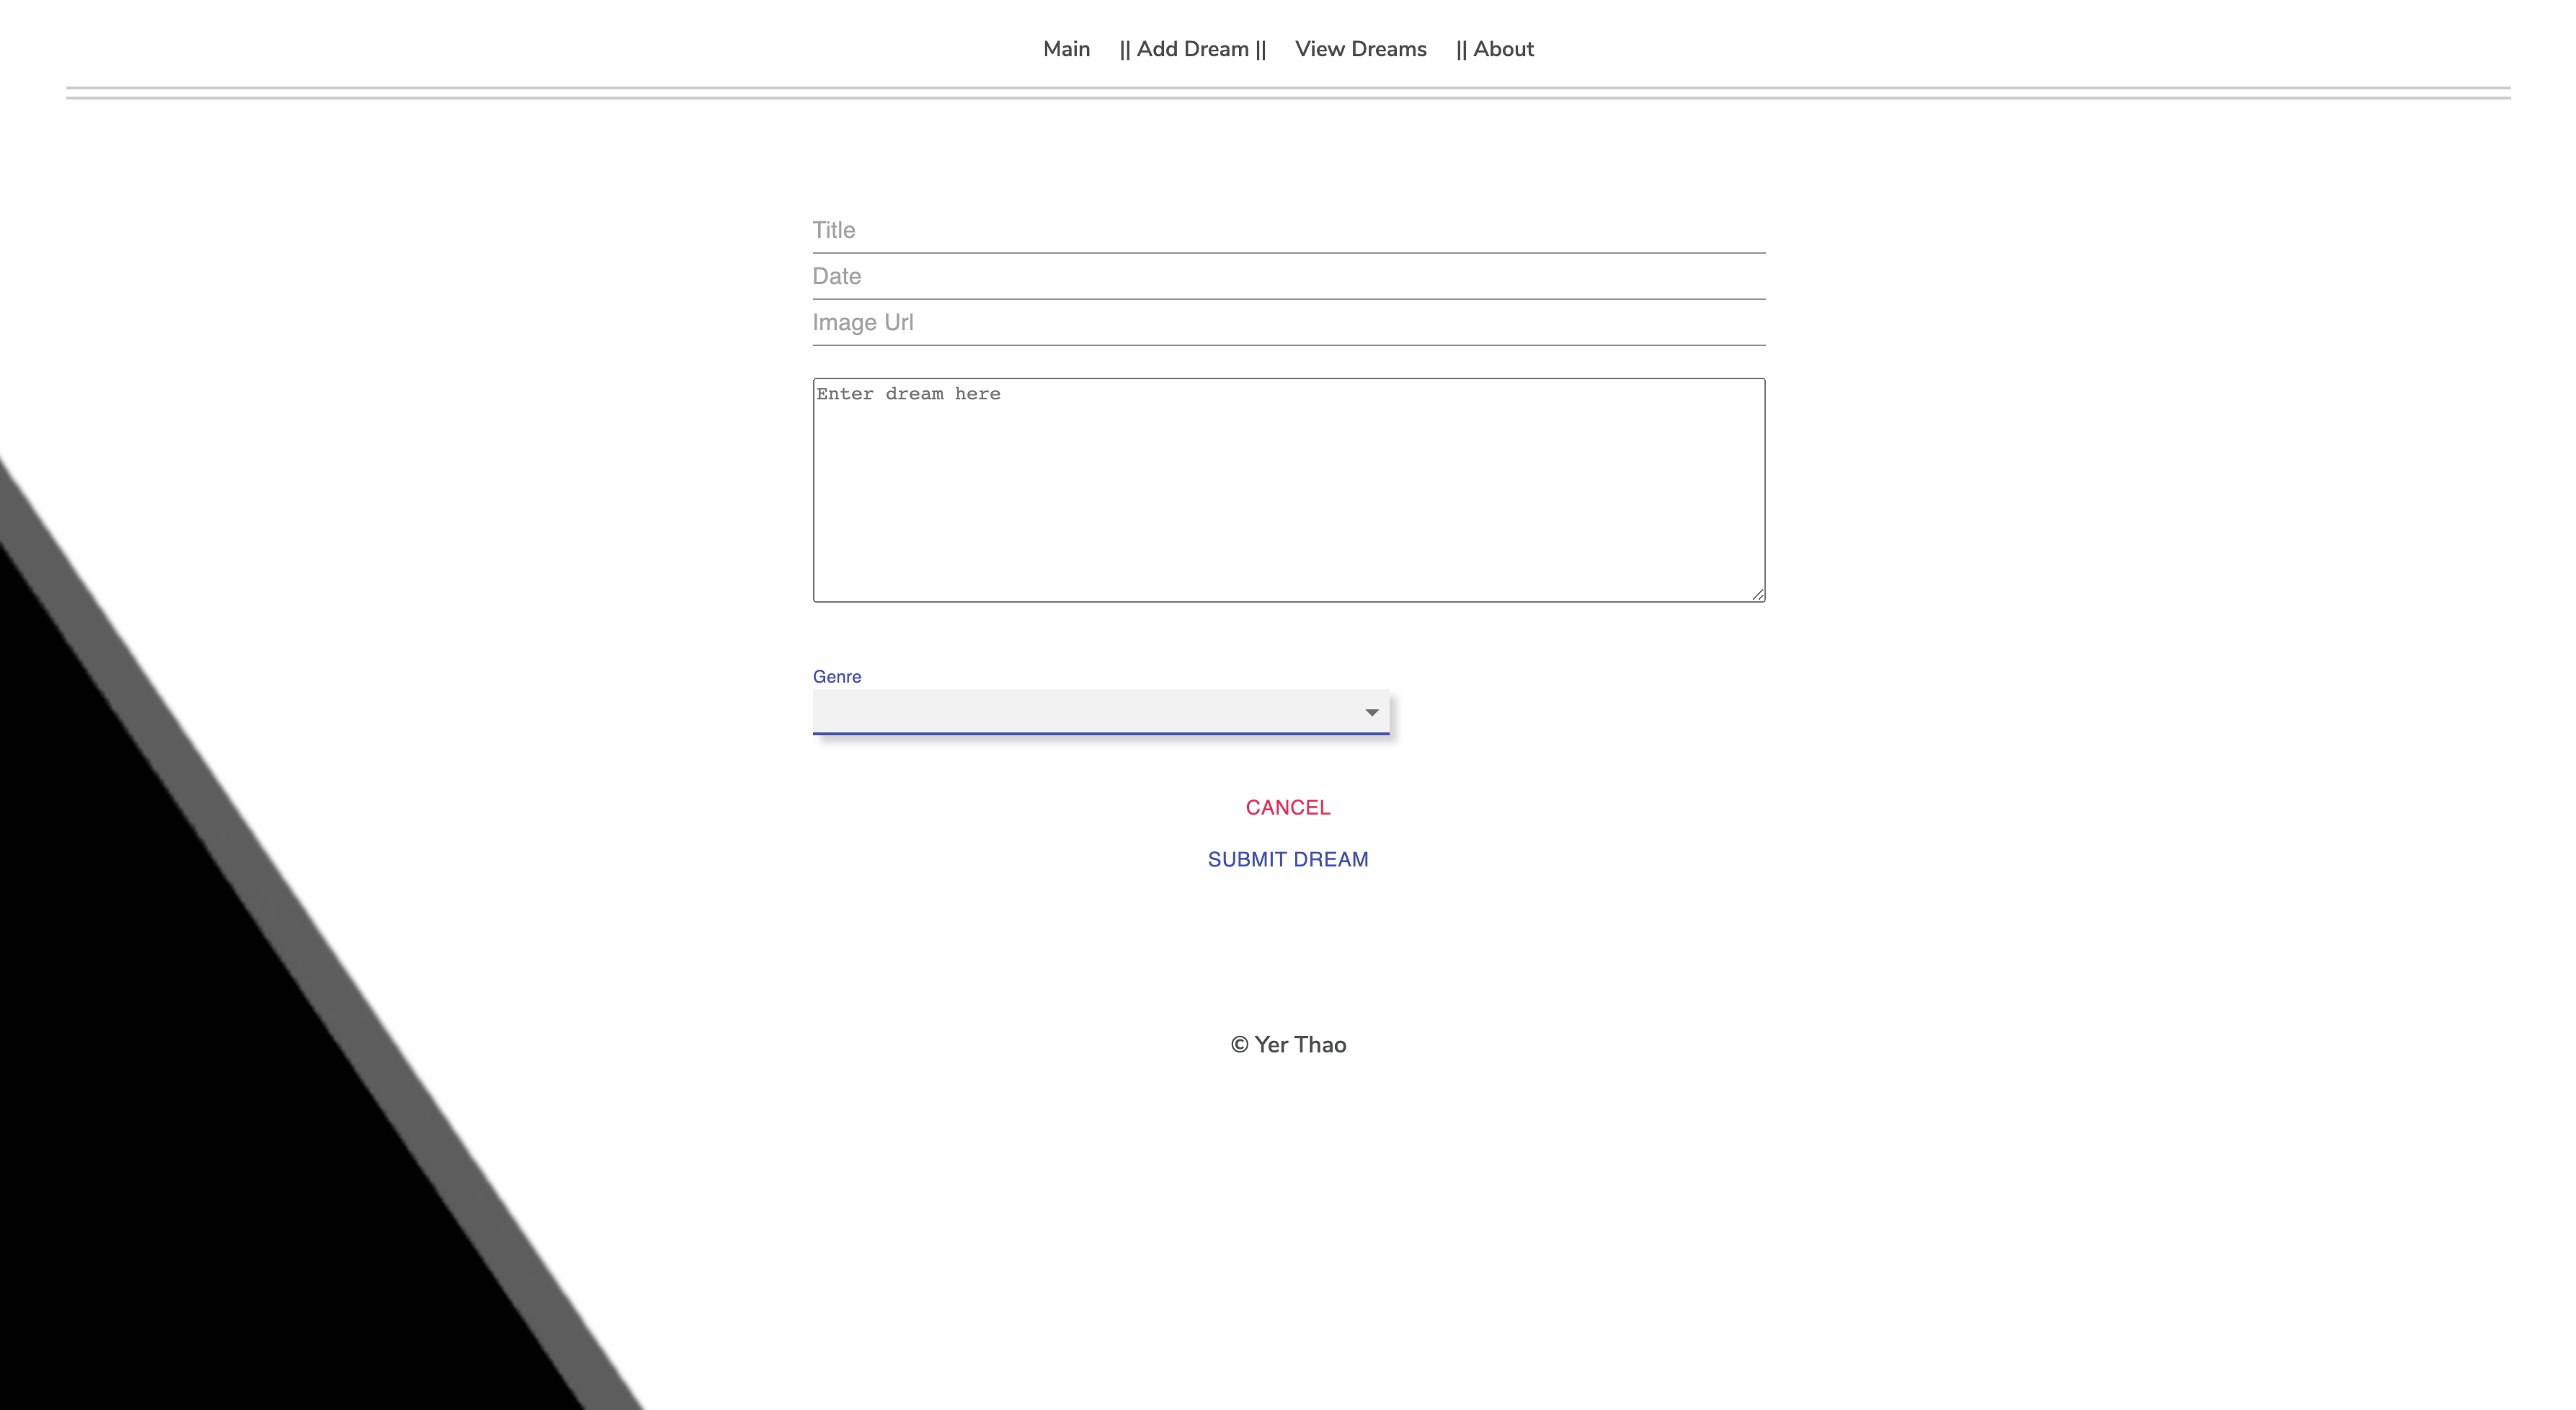 Main || Add Dream || View Dreams || About
Title
Date
Image Url
Enter dream here
Genre
CANCEL
SUBMIT DREAM
© Yer Thao